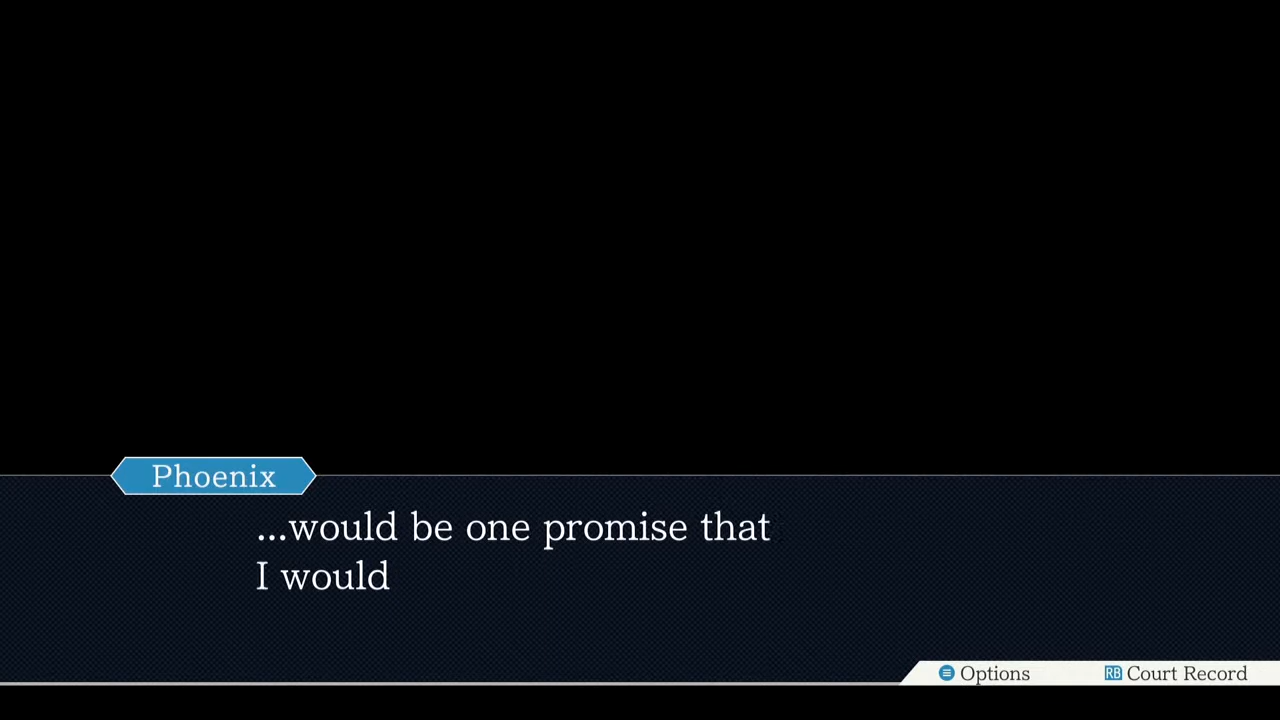 Phoenix
...would be one promise that
I would
Options
RB Court Record